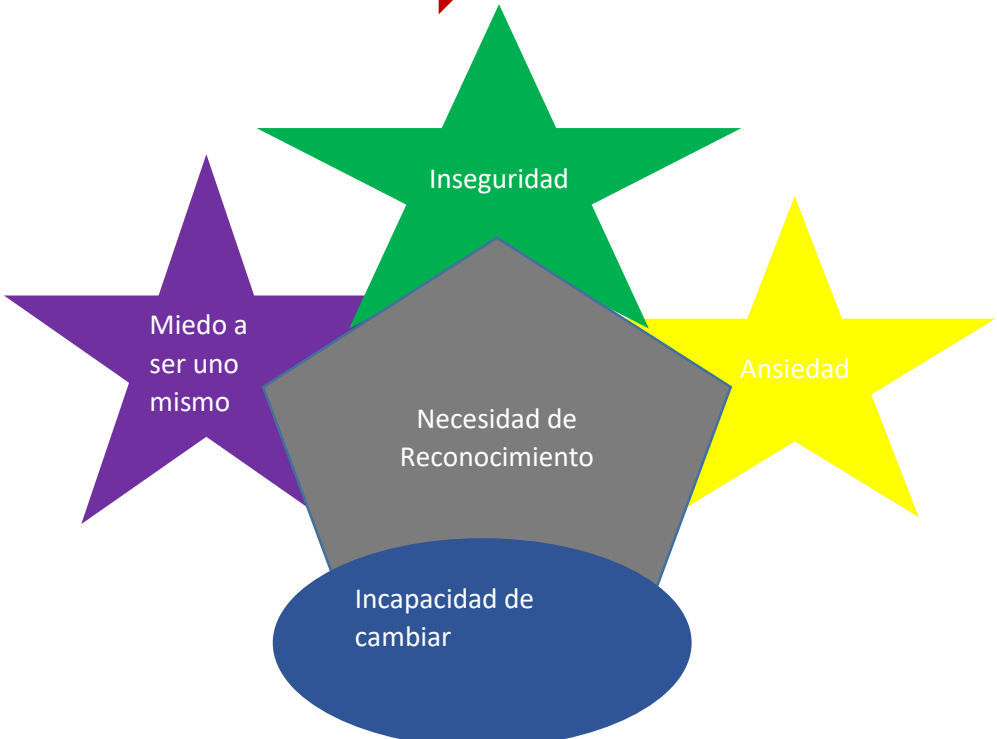 Inseguridad
Miedo a
ser uno
mismo
Ansiedad
Necesidad de
Reconocimiento
Incapacidad de
cambiar